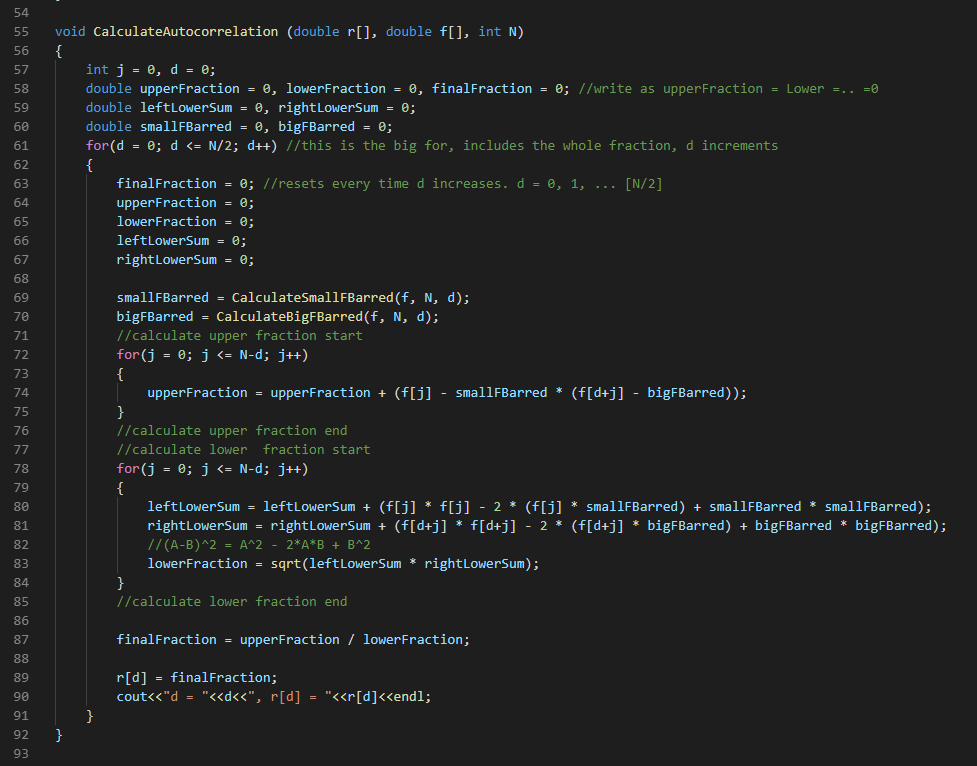 54
55 void CalculateAutocorrelation (double r[], double f[], int N)
56 {
57     int j = 0, d = 0;
58     double upperFraction = 0, lowerFraction = 0, finalFraction = 0; //write as upperFraction = Lower =.. =0
59     double leftLowerSum = 0, rightLowerSum = 0;
60     double smallFBarred = 0, bigFBarred = 0;
61     for(d = 0; d <= N/2; d++) //this is the big for, includes the whole fraction, d increments
62     {
63         finalFraction = 0; //resets every time d increases. d = 0, 1, ... [N/2]
64         upperFraction = 0;
65         lowerFraction = 0;
66         leftLowerSum = 0;
67         rightLowerSum = 0;
68
69         smallFBarred = CalculateSmallFBarred(f, N, d);
70         bigFBarred = CalculateBigFBarred(f, N, d);
71         //calculate upper fraction start
72         for(j = 0; j <= N-d; j++)
73         {
74             upperFraction = upperFraction + (f[j] - smallFBarred * (f[d+j] - bigFBarred));
75         }
76         //calculate upper fraction end
77         //calculate lower  fraction start
78         for(j = 0; j <= N-d; j++)
79         {
80             leftLowerSum = leftLowerSum + (f[j] * f[j] - 2 * (f[j] * smallFBarred) + smallFBarred * smallFBarred);
81             rightLowerSum = rightLowerSum + (f[d+j] * f[d+j] - 2 * (f[d+j] * bigFBarred) + bigFBarred * bigFBarred);
82             //(A-B)^2 = A^2 - 2*A*B + B^2
83             lowerFraction = sqrt(leftLowerSum * rightLowerSum);
84         }
85         //calculate lower fraction end
86
87         finalFraction = upperFraction / lowerFraction;
88
89         r[d] = finalFraction;
90         cout<<"d = "<<d<<", r[d] = "<<r[d]<<endl;
91     }
92 }
93